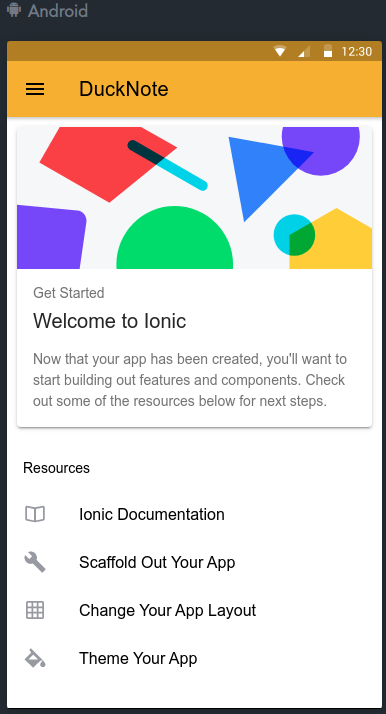 Android
12:30
DuckNote
Get Started
Welcome to Ionic
Now that your app has been created, you'll want to
start building out features and components. Check
out some of the resources below for next steps.
Resources
Ionic Documentation
Scaffold Out Your App
Change Your App Layout
Theme Your App